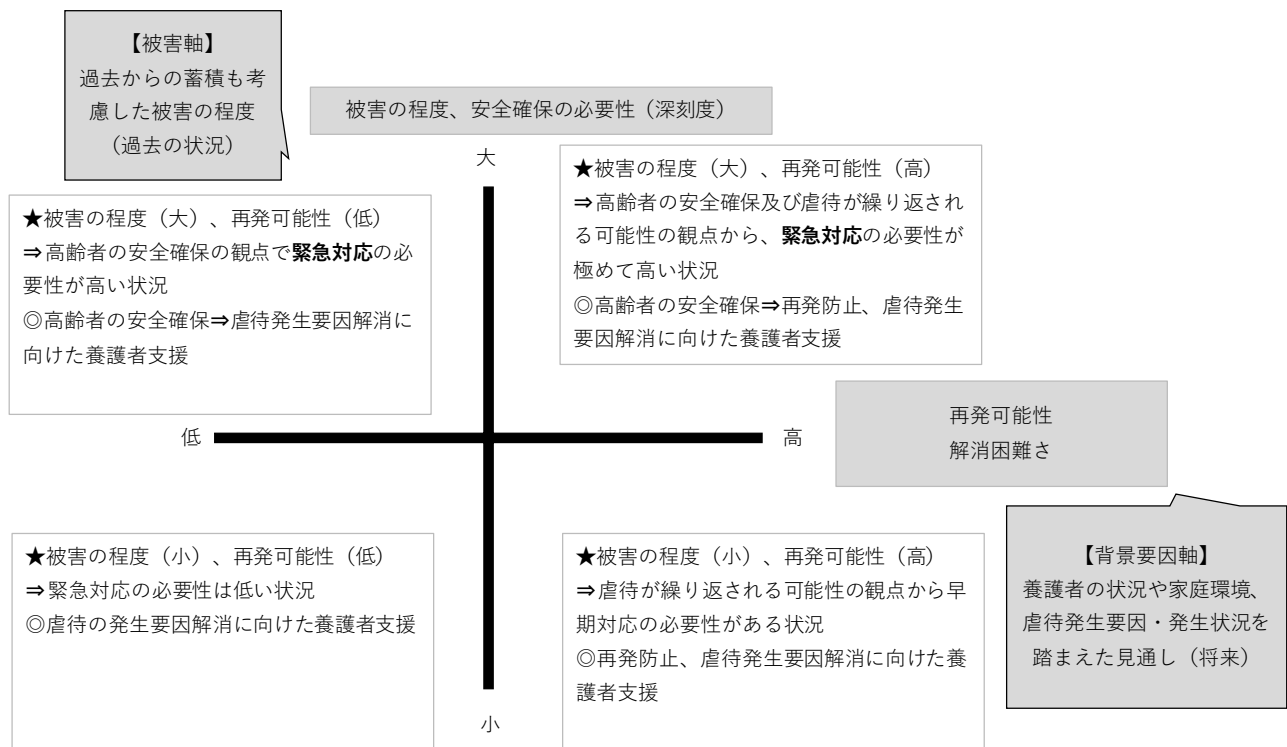 【被害軸】
過去からの蓄積も考
慮した被害の程度
（過去の状況）
被害の程度、安全確保の必要性（深刻度）
大
★被害の程度（大）、再発可能性（低）
⇒高齢者の安全確保の観点で緊急対応の必
要性が高い状況
◎高齢者の安全確保⇒虐待発生要因解消に
向けた養護者支援
★被害の程度（大）、再発可能性（高）
⇒高齢者の安全確保及び虐待が繰り返され
る可能性の観点から、緊急対応の必要性が
極めて高い状況
◎高齢者の安全確保⇒再発防止、虐待発生
要因解消に向けた養護者支援
低
高
再発可能性
解消困難さ
★被害の程度（小）、再発可能性（低）
⇒緊急対応の必要性は低い状況
◎虐待の発生要因解消に向けた養護者支援
★被害の程度（小）、再発可能性（高）
⇒虐待が繰り返される可能性の観点から早
期対応の必要性がある状況
◎再発防止、虐待発生要因解消に向けた養
護者支援
【背景要因軸】
養護者の状況や家庭環境、
虐待発生要因・発生状況を
踏まえた見通し（将来）
小